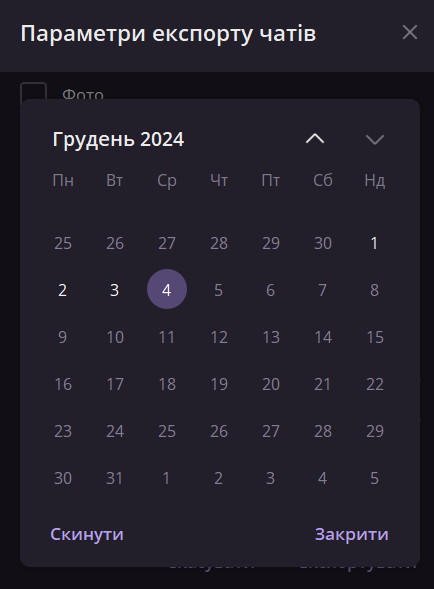 Параметри експорту чатів
Фото
Грудень 2024
Пн Вт Ср Чт Пт Сб Нд
25 26 27 28 29 30 1
2 3 4 5 6 7 8
9 10 11 12 13 14 15
16 17 18 19 20 21 22
23 24 25 26 27 28 29
30 31 1 2 3 4 5
Скинути Закрити